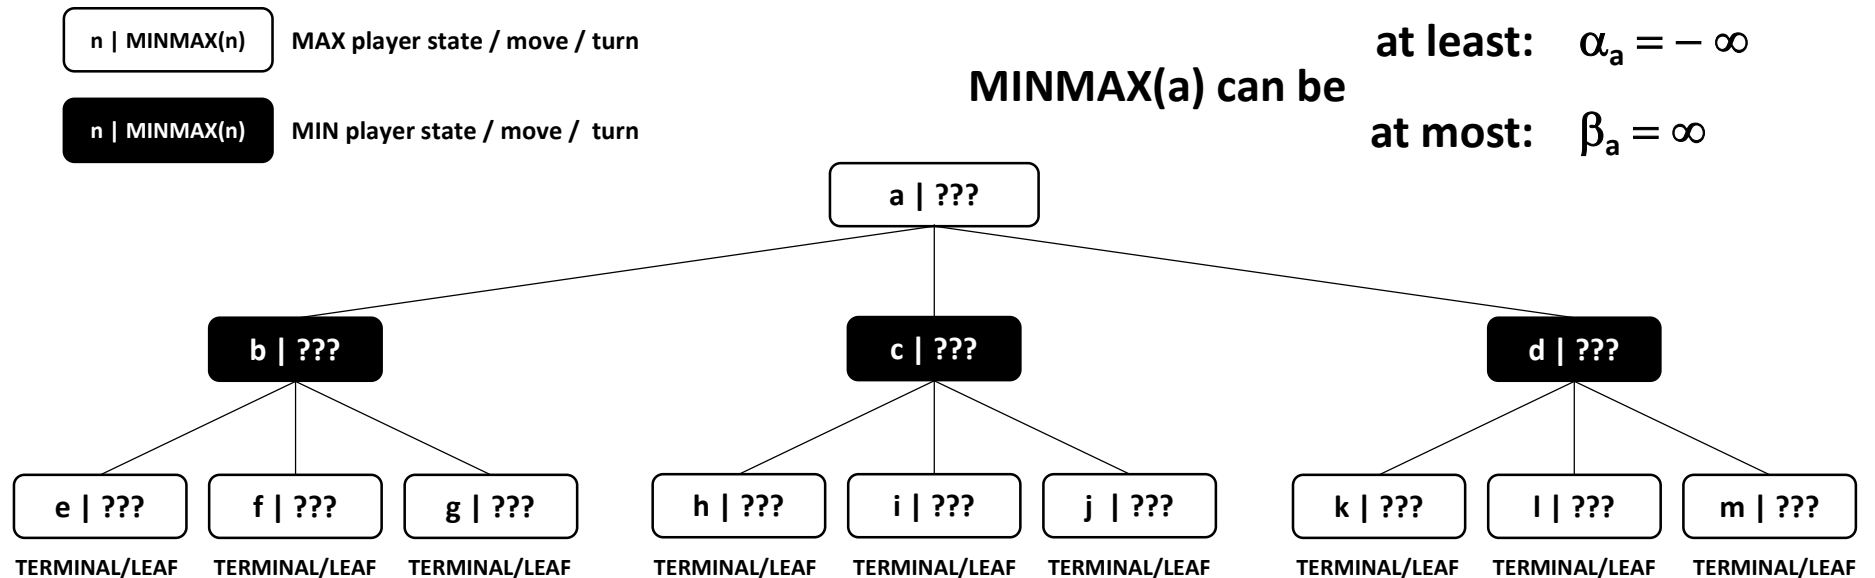 n | MINMAX(n) MAX player state / move / turn
n | MINMAX(n) MIN player state / move / turn
MINMAX(a) can be
at least: αa = – ∞
at most: βa = ∞
a | ???
b | ??? c | ??? d | ???
e | ??? f | ??? g | ??? h | ??? i | ??? j | ??? k | ??? l | ??? m | ???
TERMINAL/LEAF TERMINAL/LEAF TERMINAL/LEAF TERMINAL/LEAF TERMINAL/LEAF TERMINAL/LEAF TERMINAL/LEAF TERMINAL/LEAF TERMINAL/LEAF